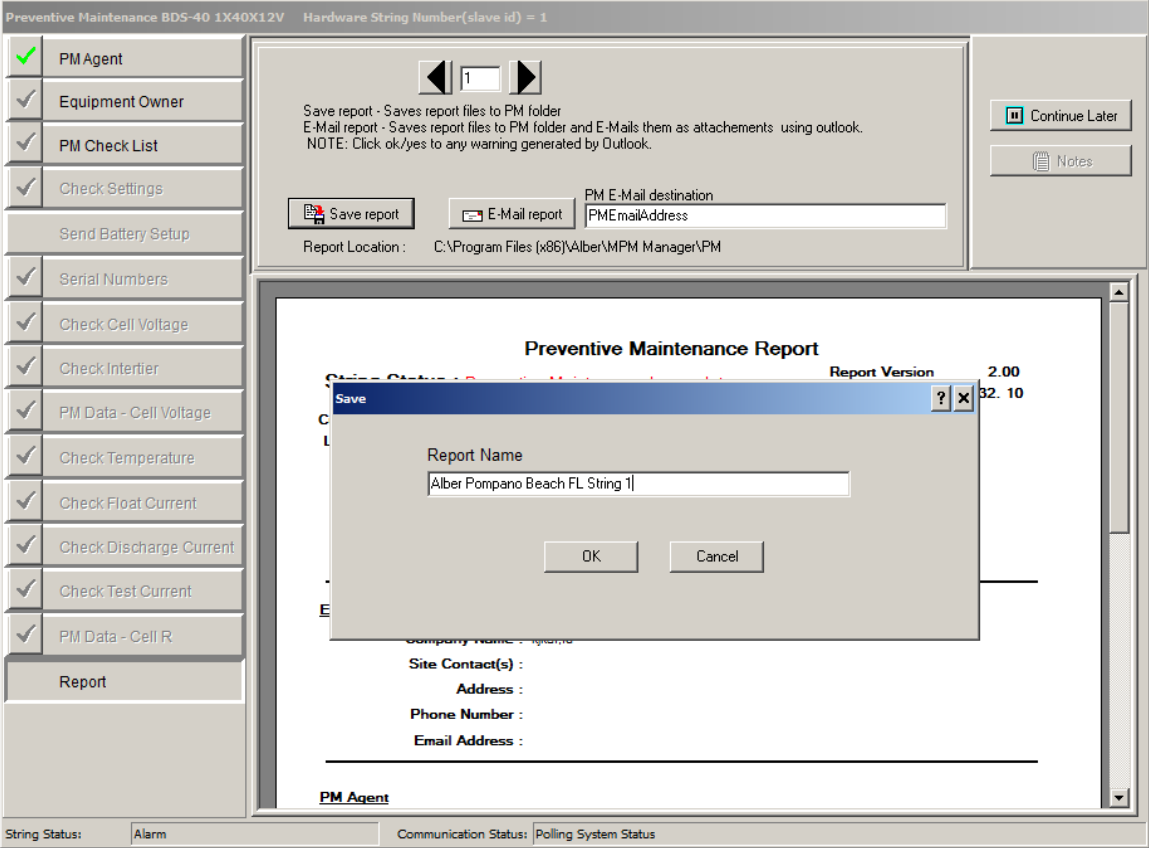 Preventive Maintenance BDS-40 1X40X12V Hardware String Number(slave id) = 1
PM Agent
Equipment Owner
PM Check List
Check Settings
Send Battery Setup
Serial Numbers
Check Cell Voltage
Check Intertier
PM Data - Cell Voltage
Check Temperature
Check Float Current
Check Discharge Current
Check Test Current
PM Data - Cell R
Report
1
Save report - Saves report files to PM folder
E-Mail report - Saves report files to PM folder and E-Mails them as attachements using outlook.
NOTE: Click ok/yes to any warning generated by Outlook.
Save report
E-Mail report
PM E-Mail destination
PMEmailAddress
Report Location : C:\Program Files (x86)\Alber\MPM Manager\PM
Continue Later
Notes
Preventive Maintenance Report
Report Version 2.00
String Status :
32. 10
Save
Report Name
Alber Pompano Beach FL String 1
OK
Cancel
Company Name :
Site Contact(s) :
Address :
Phone Number :
Email Address :
PM Agent
String Status: Alarm
Communication Status: Polling System Status